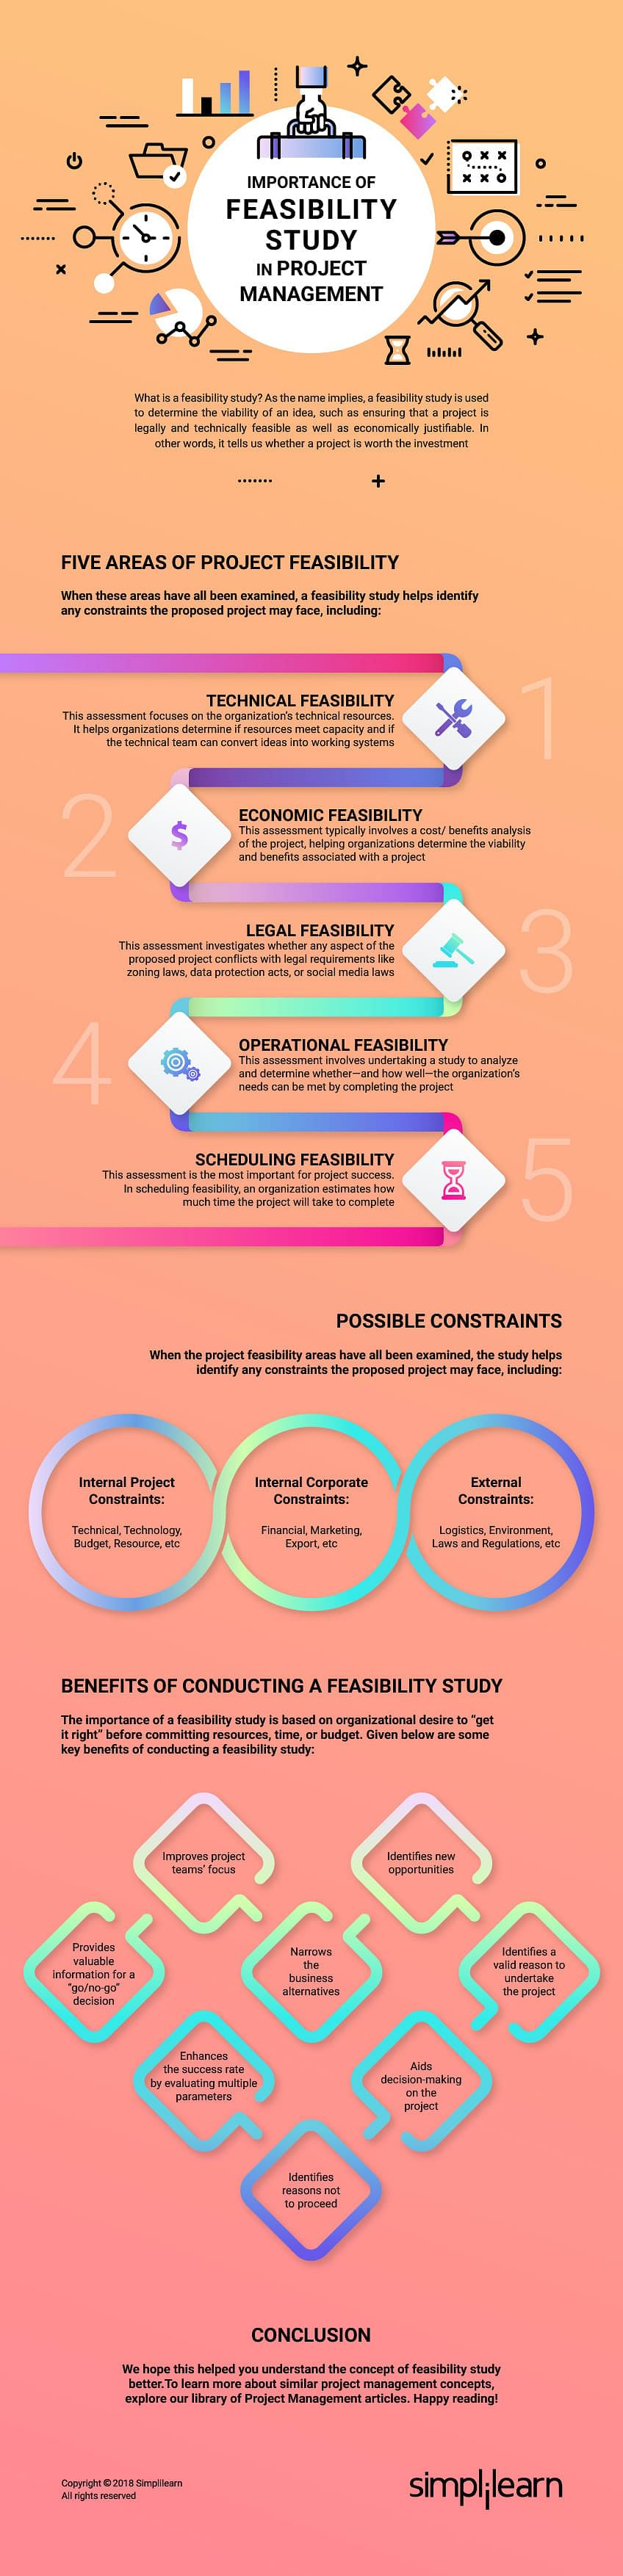 IMPORTANCE OF
FEASIBILITY
STUDY
IN PROJECT
MANAGEMENT
What is a feasibility study? As the name implies, a feasibility study is used
to determine the viability of an idea, such as ensuring that a project is
legally and technically feasible as well as economically justifiable. In
other words, it tells us whether a project is worth the investment
FIVE AREAS OF PROJECT FEASIBILITY
When these areas have all been examined, a feasibility study helps identify
any constraints the proposed project may face, including:
1
TECHNICAL FEASIBILITY
This assessment focuses on the organization's technical resources.
It helps organizations determine if resources meet capacity and if
the technical team can convert ideas into working systems
2
$
ECONOMIC FEASIBILITY
This assessment typically involves a cost/ benefits analysis
of the project, helping organizations determine the viability
and benefits associated with a project
3
LEGAL FEASIBILITY
This assessment investigates whether any aspect of the
proposed project conflicts with legal requirements like
zoning laws, data protection acts, or social media laws
4
OPERATIONAL FEASIBILITY
This assessment involves undertaking a study to analyze
and determine whether—and how well—the organization's
needs can be met by completing the project
5
SCHEDULING FEASIBILITY
This assessment is the most important for project success.
In scheduling feasibility, an organization estimates how
much time the project will take to complete
POSSIBLE CONSTRAINTS
When the project feasibility areas have all been examined, the study helps
identify any constraints the proposed project may face, including:
Internal Project
Constraints:
Technical, Technology,
Budget, Resource, etc
Internal Corporate
Constraints:
Financial, Marketing,
Export, etc
External
Constraints:
Logistics, Environment,
Laws and Regulations, etc
BENEFITS OF CONDUCTING A FEASIBILITY STUDY
The importance of a feasibility study is based on organizational desire to “get
it right” before committing resources, time, or budget. Given below are some
key benefits of conducting a feasibility study:
Improves project
teams’ focus
Identifies new
opportunities
Provides
valuable
information for a
“go/no-go”
decision
Narrows
the
business
alternatives
Identifies a
valid reason to
undertake
the project
Enhances
the success rate
by evaluating multiple
parameters
Aids
decision-making
on the
project
Identifies
reasons not
to proceed
CONCLUSION
We hope this helped you understand the concept of feasibility study
better.To learn more about similar project management concepts,
explore our library of Project Management articles. Happy reading!
Copyright © 2018 Simplilearn
All rights reserved
simplilearn